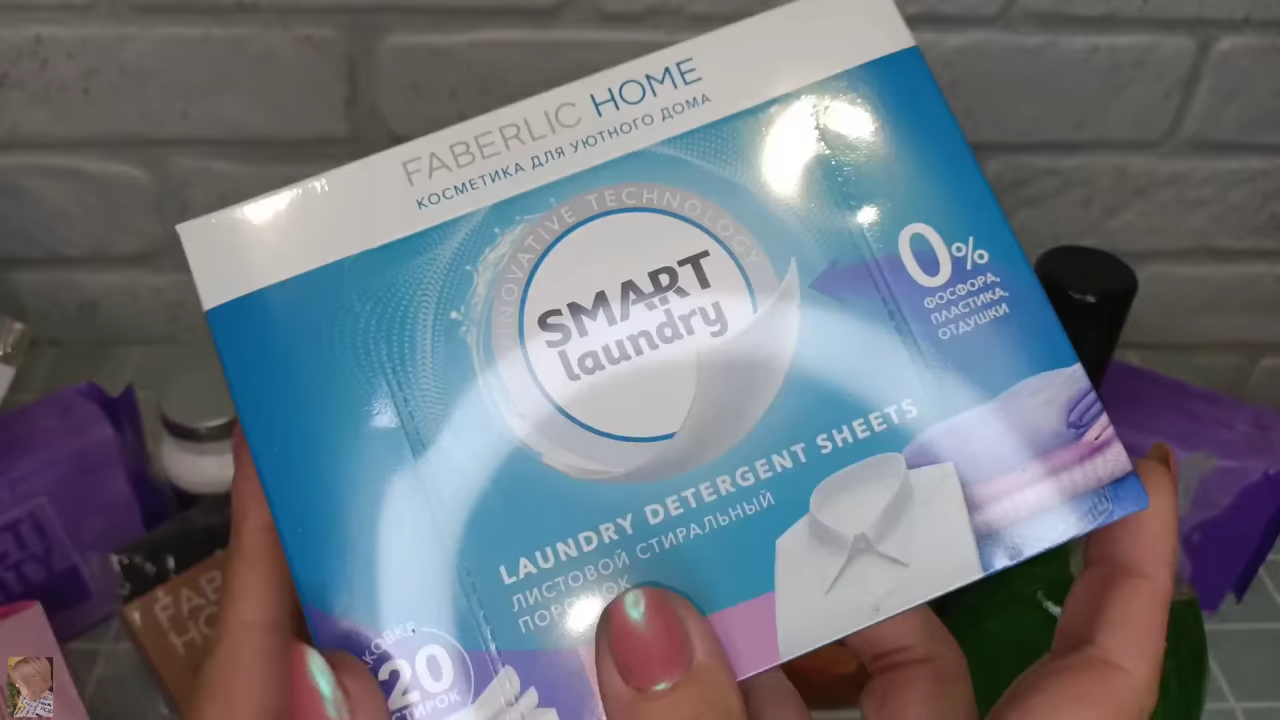 FABERLIC HOME
КОСМЕТИКА ДЛЯ УЮТНОГО ДОМА
INNOVATIVE TECHNOLOGY
SMART
laundry
0%
ФОСФОРА,
ПЛАСТИКА,
ОТДУШКИ
LAUNDRY DETERGENT SHEETS
ЛИСТОВОЙ СТИРАЛЬНЫЙ
ПОРОШОК
20